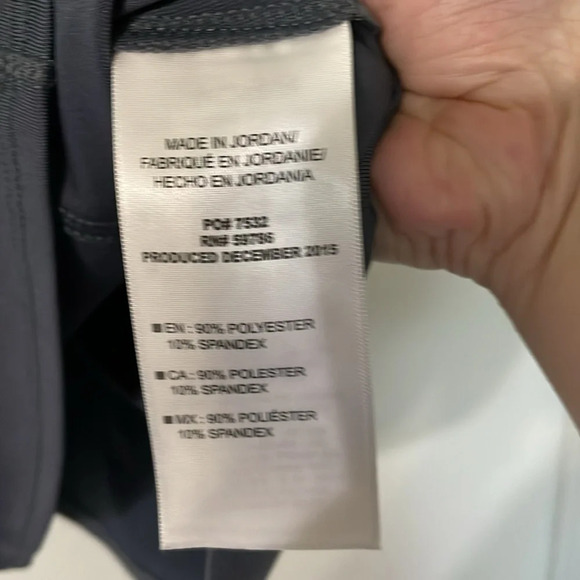 MADE IN JORDAN/
FABRIQUÉ EN JORDANIE/
HECHO EN JORDANIA
PO# 7532
RN# 59786
PRODUCED DECEMBER 2015
EN : 90% POLYESTER
10% SPANDEX
CA : 90% POLESTER
10% SPANDEX
MX : 90% POLIÉSTER
10% SPANDEX